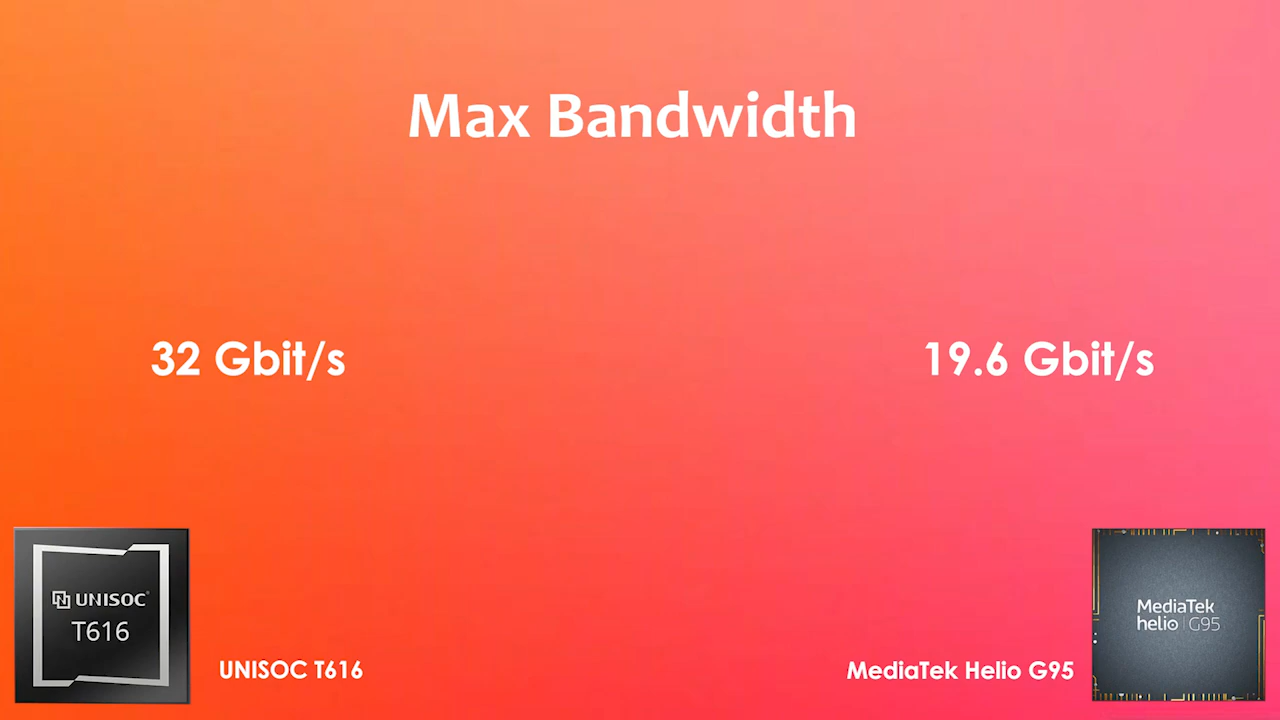 Max Bandwidth
32 Gbit/s
19.6 Gbit/s
UNISOC®
T616
UNISOC T616
MediaTek Helio G95
MediaTek
helio | G95